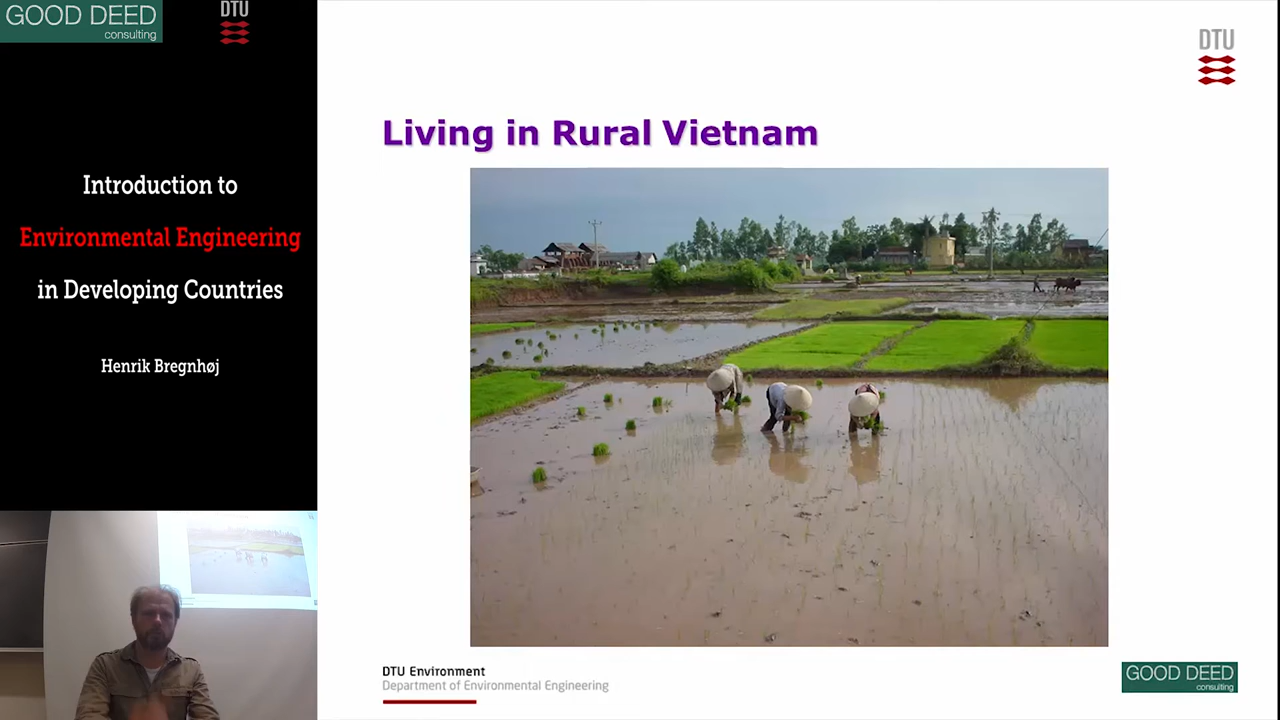 GOOD DEED
consulting
DTU
Introduction to
Environmental Engineering
in Developing Countries
Henrik Bregnhøj
DTU
Living in Rural Vietnam
DTU Environment
Department of Environmental Engineering
GOOD DEED
consulting